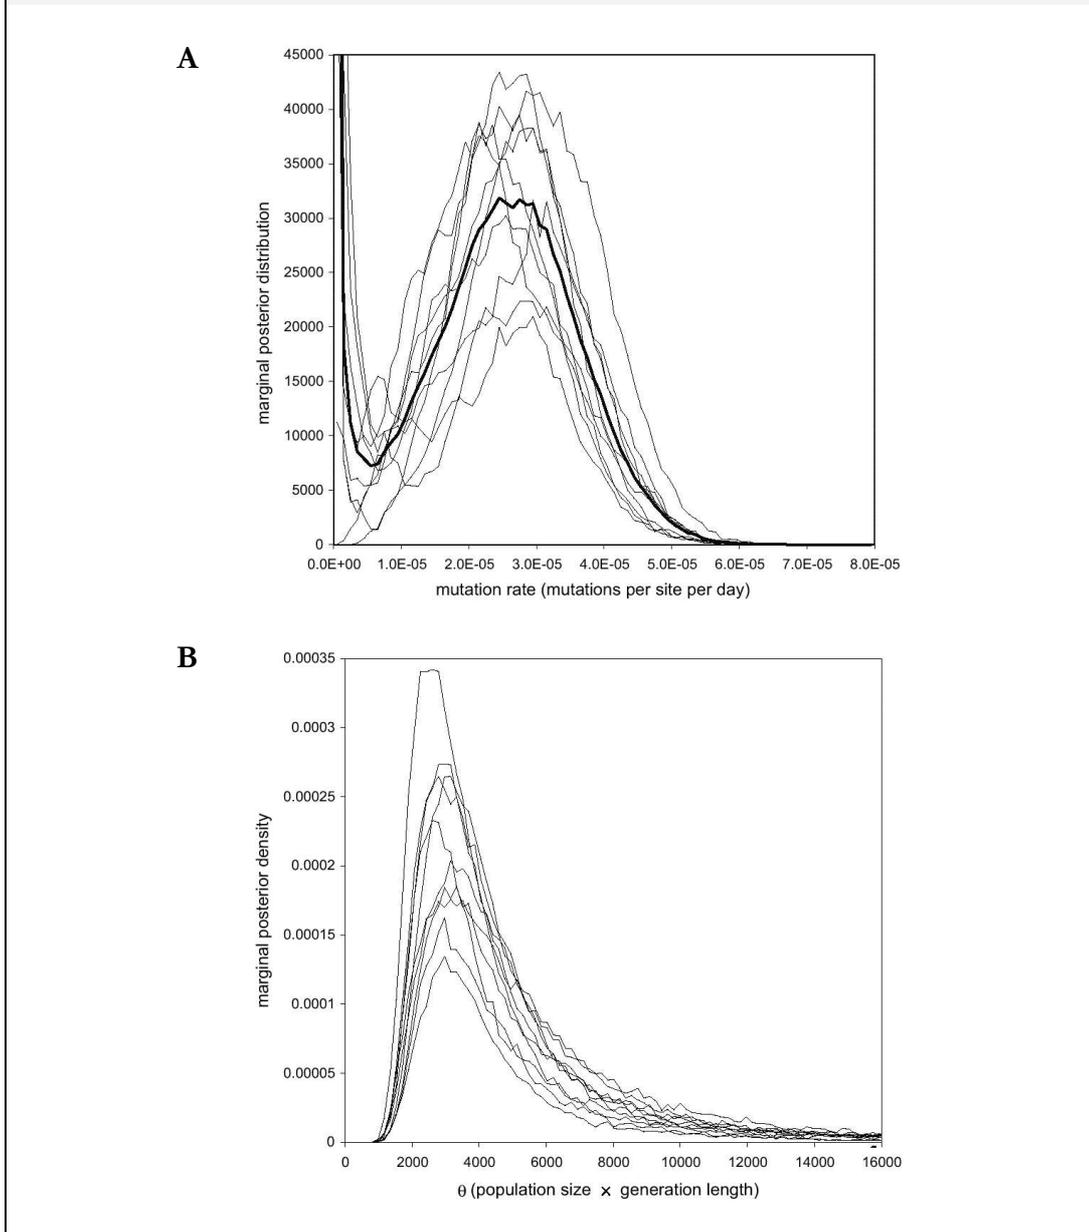 A
45000
40000
35000
30000
25000
20000
15000
10000
5000
0
marginal posterior distribution
0.0E+00 1.0E-05 2.0E-05 3.0E-05 4.0E-05 5.0E-05 6.0E-05 7.0E-05 8.0E-05
mutation rate (mutations per site per day)
B
0.00035
0.0003
0.00025
0.0002
0.00015
0.0001
0.00005
0
marginal posterior density
0 2000 4000 6000 8000 10000 12000 14000 16000
θ (population size × generation length)